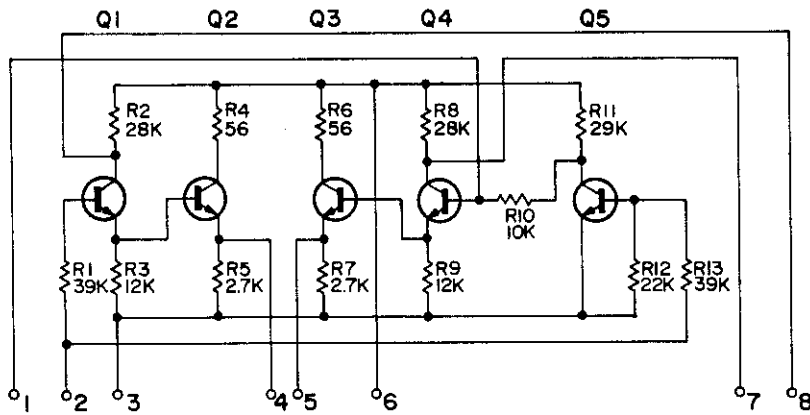 Q1 Q2 Q3 Q4 Q5
R2 R4 R6 R8 R11
28K 56 56 28K 29K
R10
10K
R1 R3 R5 R7 R9 R12 R13
39K 12K 2.7K 2.7K 12K 22K 39K
1 2 3 4 5 6 7 8